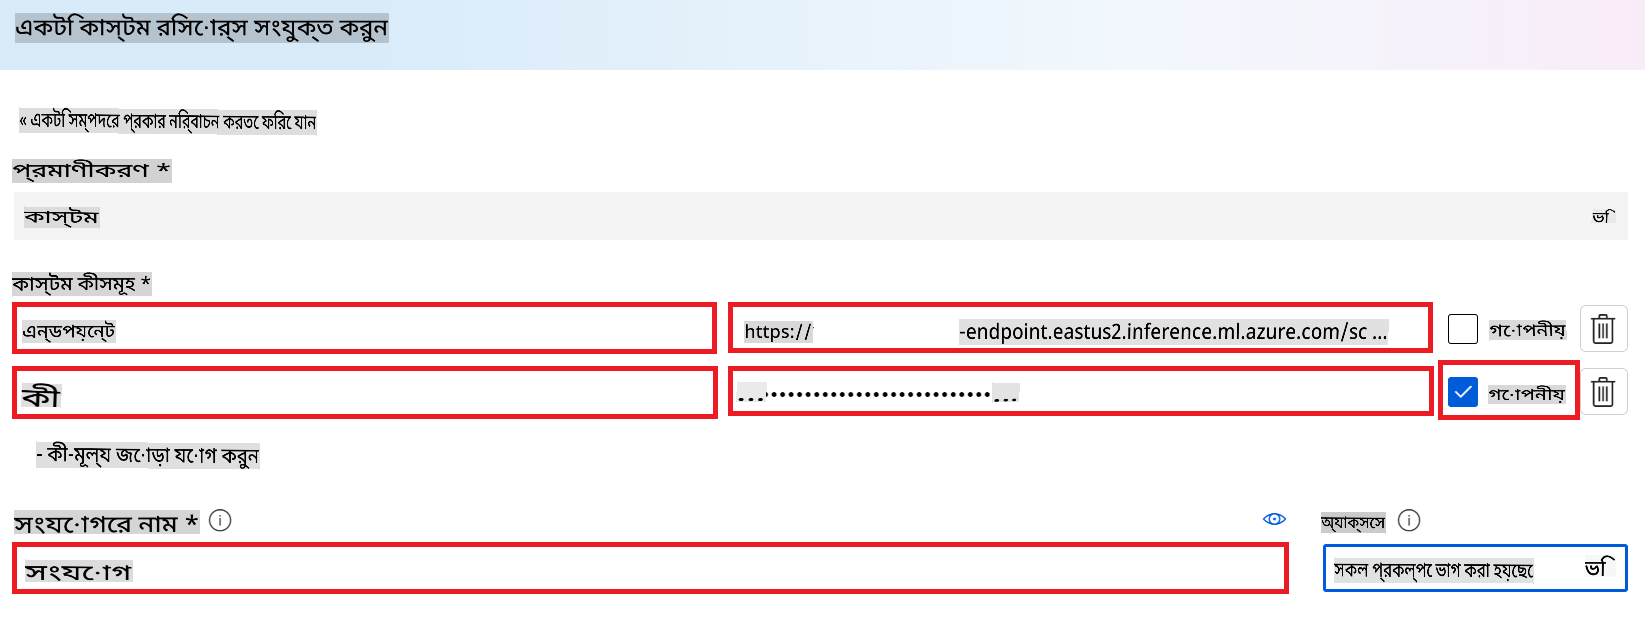 একটি কাস্টম রিসোর্স সংযুক্ত করুন
« একটি সম্পদের প্রকার নির্বাচন করতে ফিরে যান
প্রমাণীকরণ *
কাস্টম ভি
কাস্টম কীসমূহ *
এন্ডপয়েন্ট https:// -endpoint.eastus2.inference.ml.azure.com/sc ... গোপনীয়
কী ...••••••••••••••••••••••••••... গোপনীয়
- কী-মূল্য জোড়া যোগ করুন
সংযোগের নাম * অ্যাক্সেস
সংযোগ সকল প্রকল্পে ভাগ করা হয়েছে ভি